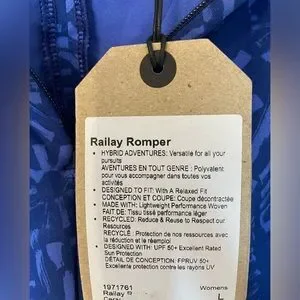 Railay Romper
• HYBRID ADVENTURES: Versatile for all your
pursuits
AVENTURES EN TOUT GENRE : Polyvalent
pour vous accompagner dans toutes vos
activités
• DESIGNED TO FIT: With A Relaxed Fit
CONCEPTION ET COUPE: Coupe décontractée
• MADE WITH: Lightweight Performance Woven
FAIT DE: Tissu tissé performance léger
• RECYCLED: Reduce & Reuse to Respect our
Resources
RECYCLÉ : Protection de nos ressources avec
la réduction et le réemploi
• DESIGNED WITH: UPF 50+ Excellent Rated
Sun Protection
DÉTAIL DE CONCEPTION: FPRUV 50+
Excellente protection contre les rayons UV
1971761 Womens
Railay R L